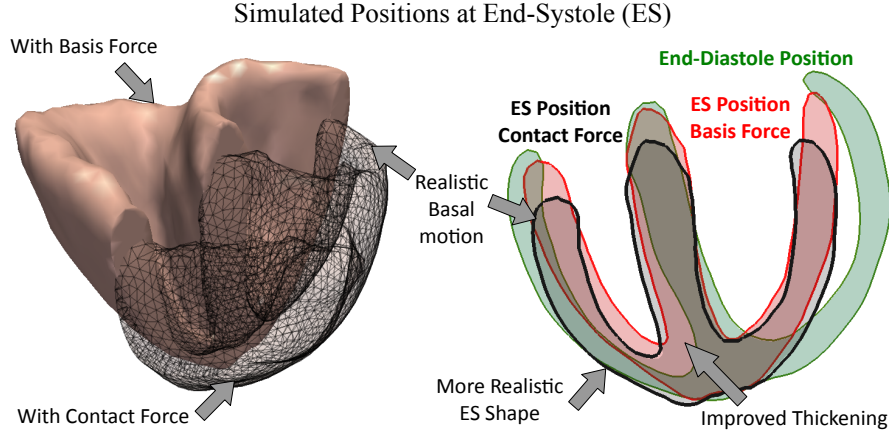 Simulated Positions at End-Systole (ES)
With Basis Force
With Contact Force
Realistic
Basal
motion
End-Diastole Position
ES Position
Contact Force
ES Position
Basis Force
More Realistic
ES Shape
Improved Thickening